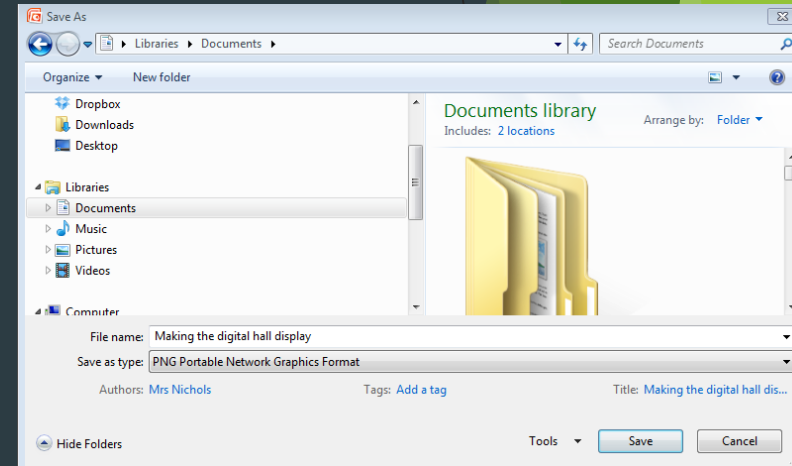 Save As
Libraries Documents
Search Documents
Organize New folder
Dropbox
Downloads
Desktop
Libraries
Documents
Music
Pictures
Videos
Computer
Documents library
Includes: 2 locations
Arrange by: Folder
File name: Making the digital hall display
Save as type: PNG Portable Network Graphics Format
Authors: Mrs Nichols Tags: Add a tag Title: Making the digital hall dis...
Hide Folders Tools Save Cancel